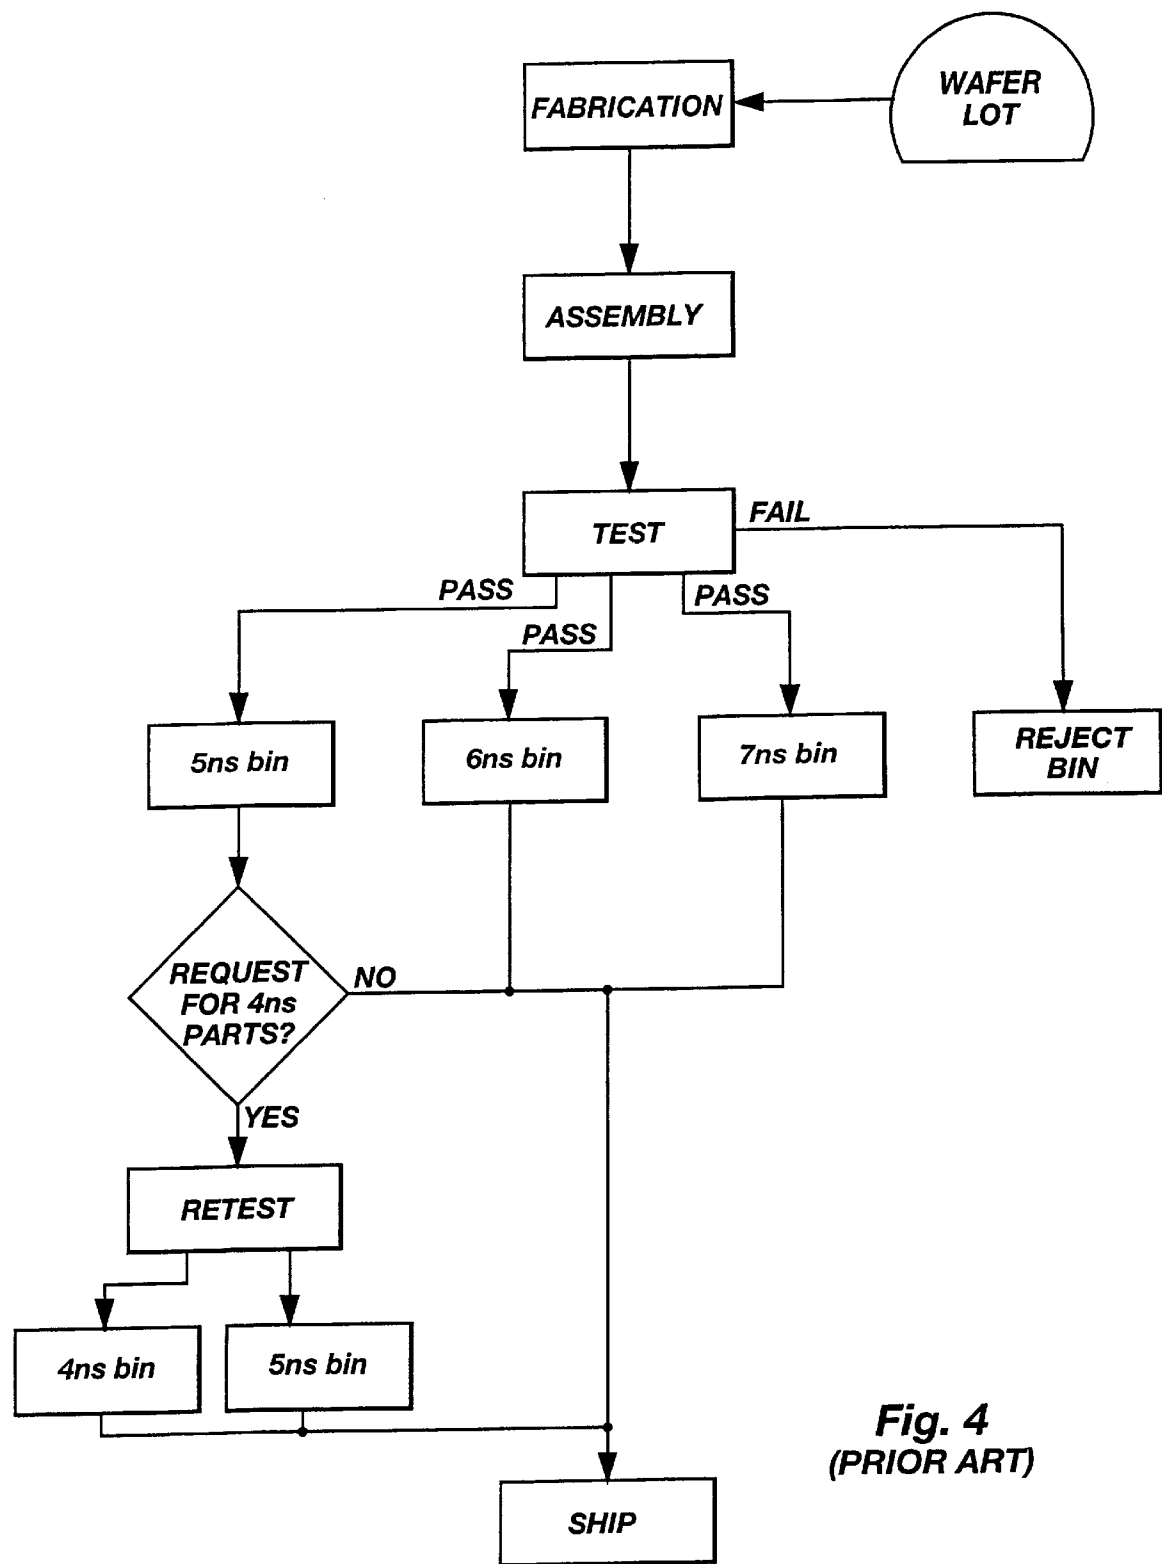 WAFER
LOT
FABRICATION
ASSEMBLY
TEST
FAIL
PASS
PASS
PASS
5ns bin
6ns bin
7ns bin
REJECT
BIN
REQUEST
FOR 4ns
PARTS?
NO
YES
RETEST
4ns bin
5ns bin
SHIP
Fig. 4
(PRIOR ART)